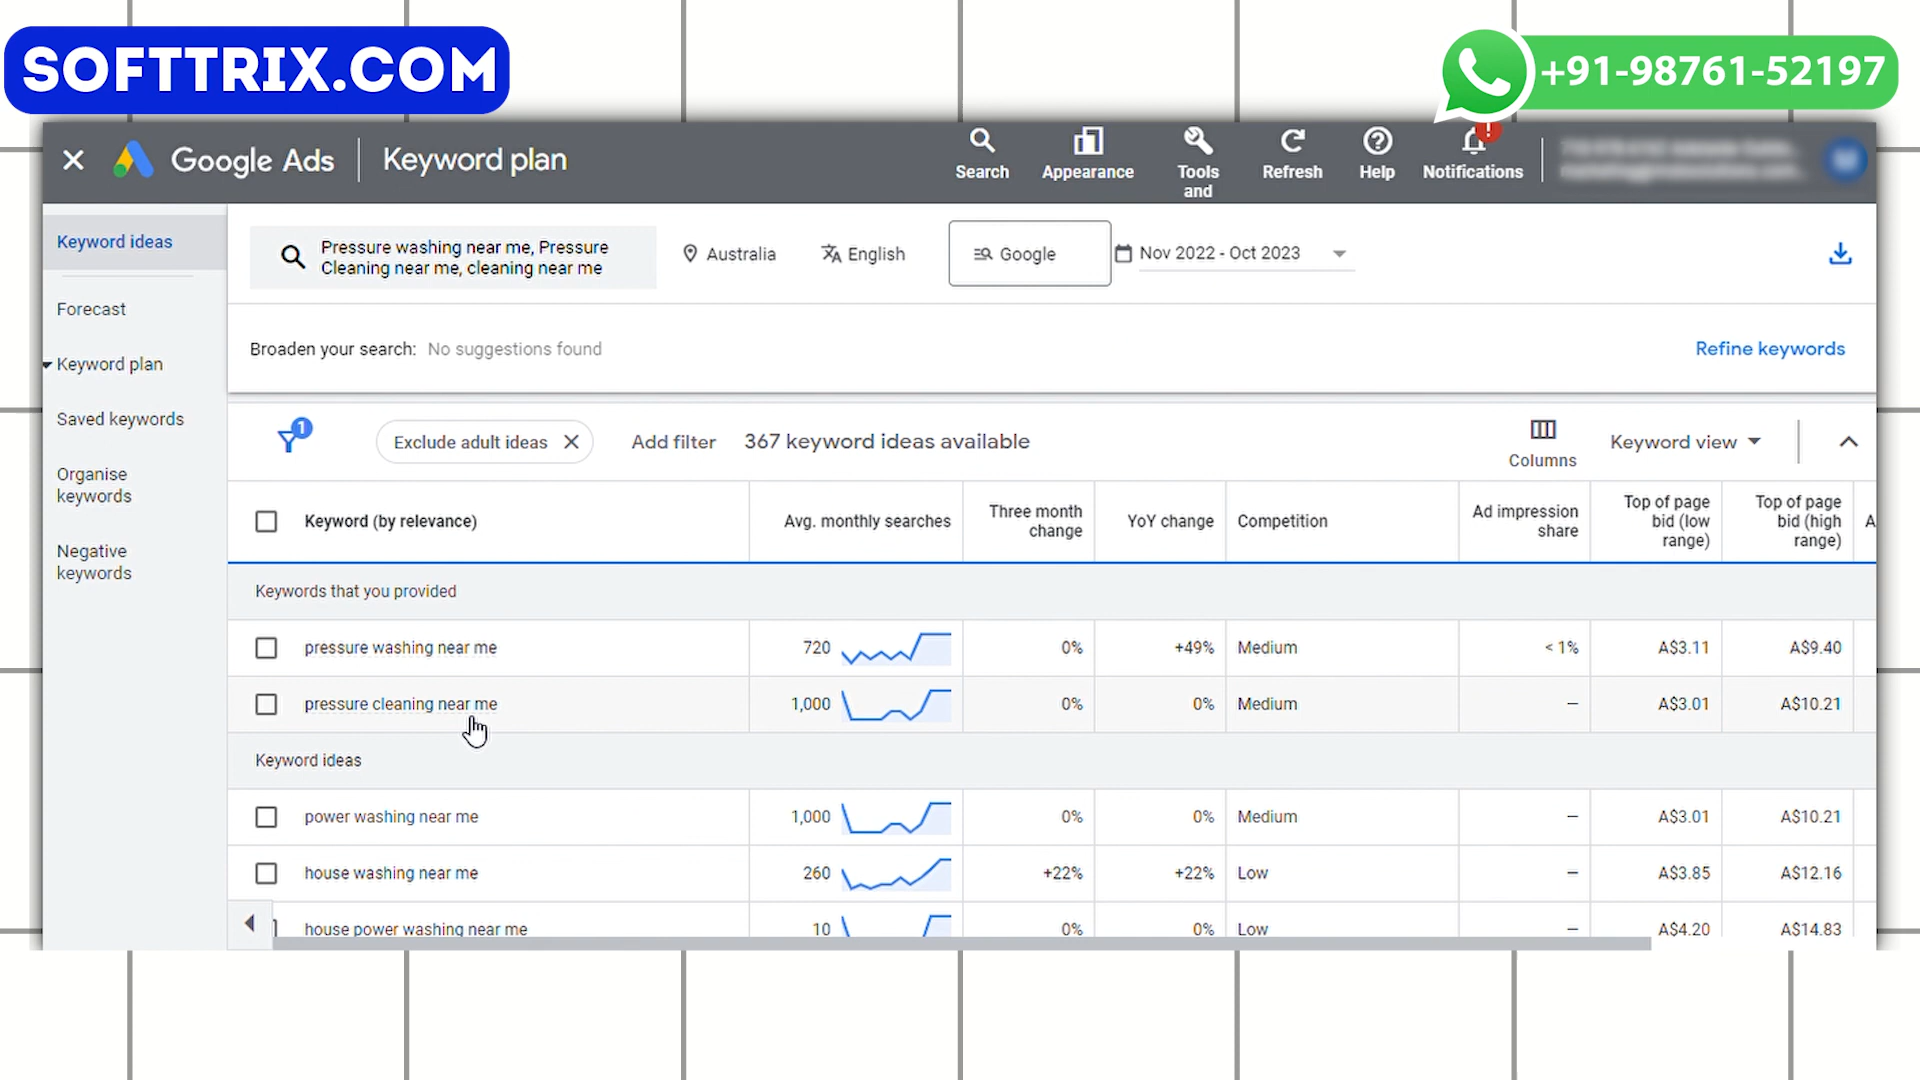 SOFTTRIX.COM
+91-98761-52197
Google Ads
Keyword plan
Search
Appearance
Tools
and
Refresh
Help
!
Notifications
Keyword ideas
Forecast
Keyword plan
Saved keywords
Organise
keywords
Negative
keywords
Pressure washing near me, Pressure
Cleaning near me, cleaning near me
Australia
English
Google
Nov 2022 - Oct 2023
Broaden your search: No suggestions found
Refine keywords
1
Exclude adult ideas
Add filter
367 keyword ideas available
Columns
Keyword view
Keyword (by relevance)
Avg. monthly searches
Three month
change
YoY change
Competition
Ad impression
share
Top of page
bid (low
range)
Top of page
bid (high
range)
A
Keywords that you provided
pressure washing near me 720 0% +49% Medium < 1% A$3.11 A$9.40
pressure cleaning near me 1,000 0% 0% Medium – A$3.01 A$10.21
Keyword ideas
power washing near me 1,000 0% 0% Medium – A$3.01 A$10.21
house washing near me 260 +22% +22% Low – A$3.85 A$12.16
house power washing near me 10 0% 0% Low – A$4.20 A$14.83